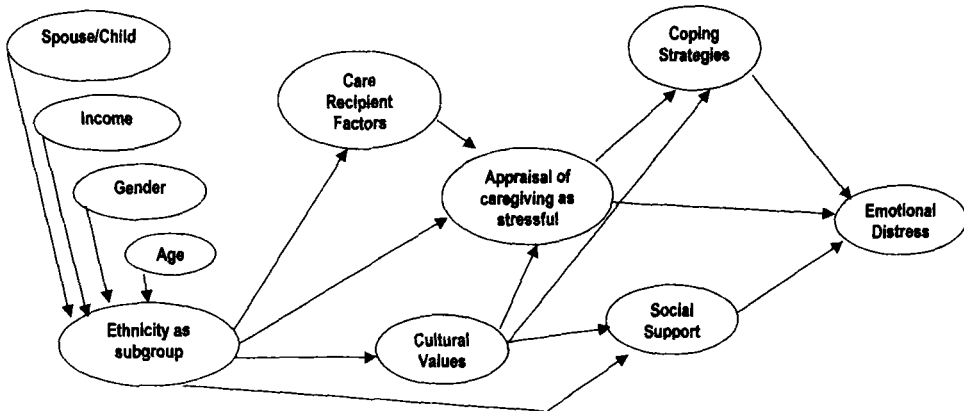 Spouse/Child
Income
Gender
Age
Ethnicity as
subgroup
Care
Recipient
Factors
Appraisal of
caregiving as
stressful
Cultural
Values
Coping
Strategies
Social
Support
Emotional
Distress